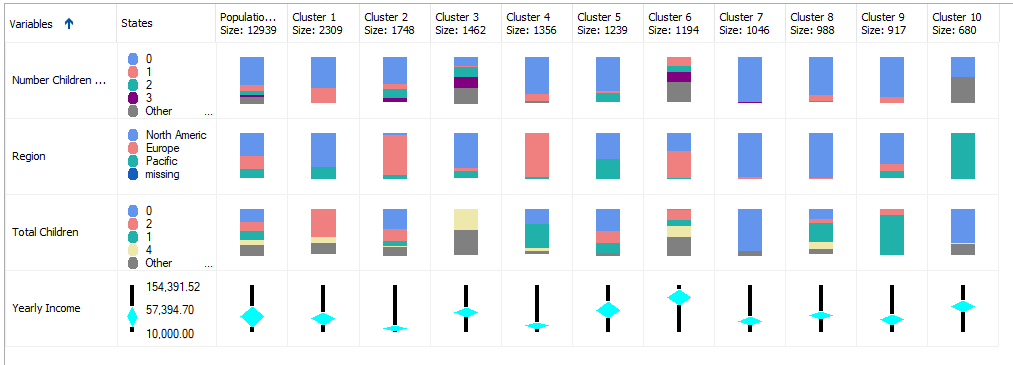 Variables
States
Populatio...
Size: 12939
Cluster 1
Size: 2309
Cluster 2
Size: 1748
Cluster 3
Size: 1462
Cluster 4
Size: 1356
Cluster 5
Size: 1239
Cluster 6
Size: 1194
Cluster 7
Size: 1046
Cluster 8
Size: 988
Cluster 9
Size: 917
Cluster 10
Size: 680
Number Children ...
0
1
2
3
Other ...
Region
North Americ
Europe
Pacific
missing
Total Children
0
2
1
4
Other ...
Yearly Income
154,391.52
57,394.70
10,000.00